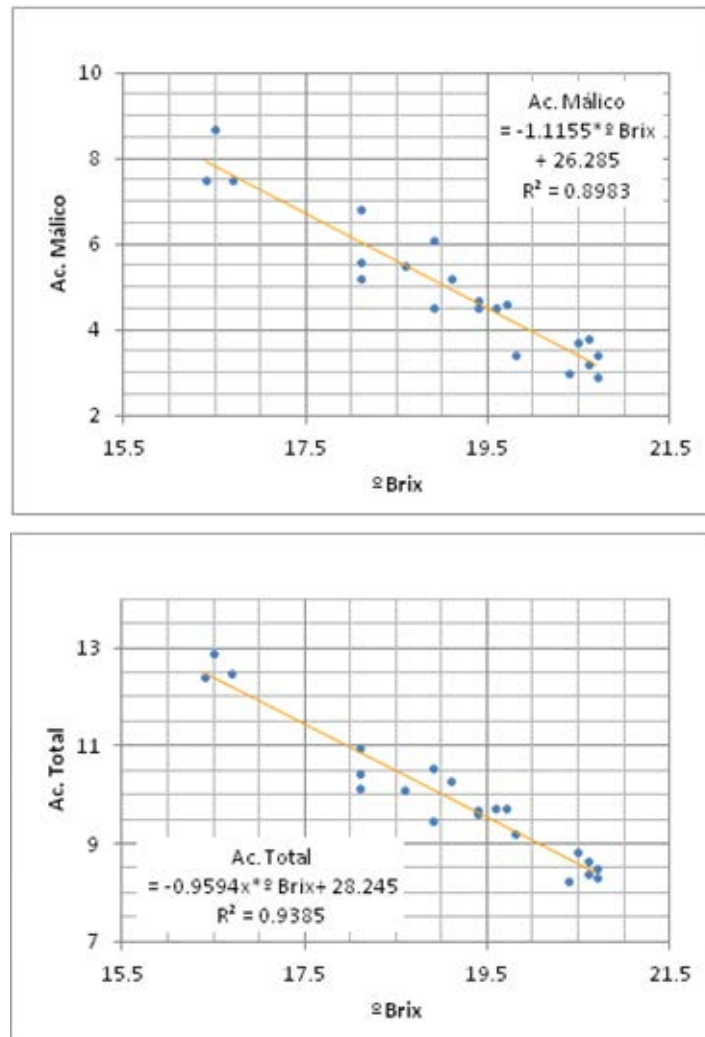 10
8
6
4
2
Ac. Málico
Ac. Málico
= -1.1155*º Brix
+ 26.285
R² = 0.8983
15.5 17.5 19.5 21.5
º Brix
13
11
9
7
Ac. Total
Ac. Total
= -0.9594x*º Brix+ 28.245
R² = 0.9385
15.5 17.5 19.5 21.5
º Brix